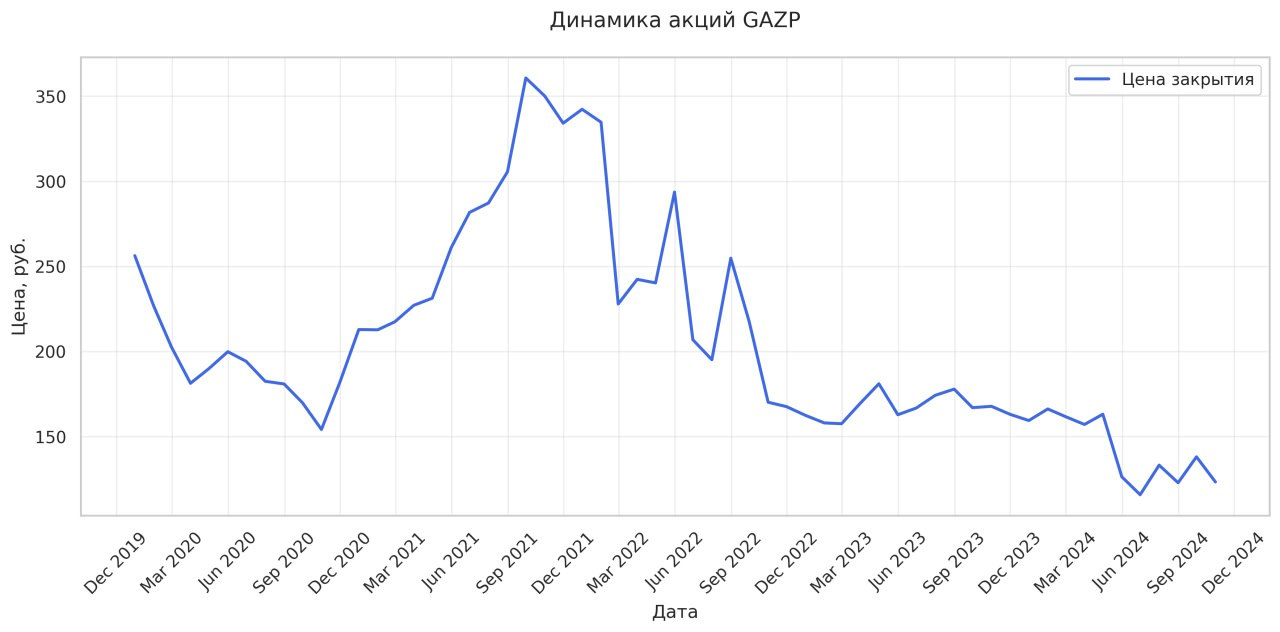 Динамика акций GAZP
Цена закрытия
Цена, руб.
350
300
250
200
150
Dec 2019
Mar 2020
Jun 2020
Sep 2020
Dec 2020
Mar 2021
Jun 2021
Sep 2021
Dec 2021
Mar 2022
Jun 2022
Sep 2022
Dec 2022
Mar 2023
Jun 2023
Sep 2023
Dec 2024
Mar 2024
Jun 2024
Sep 2024
Dec 2024
Дата